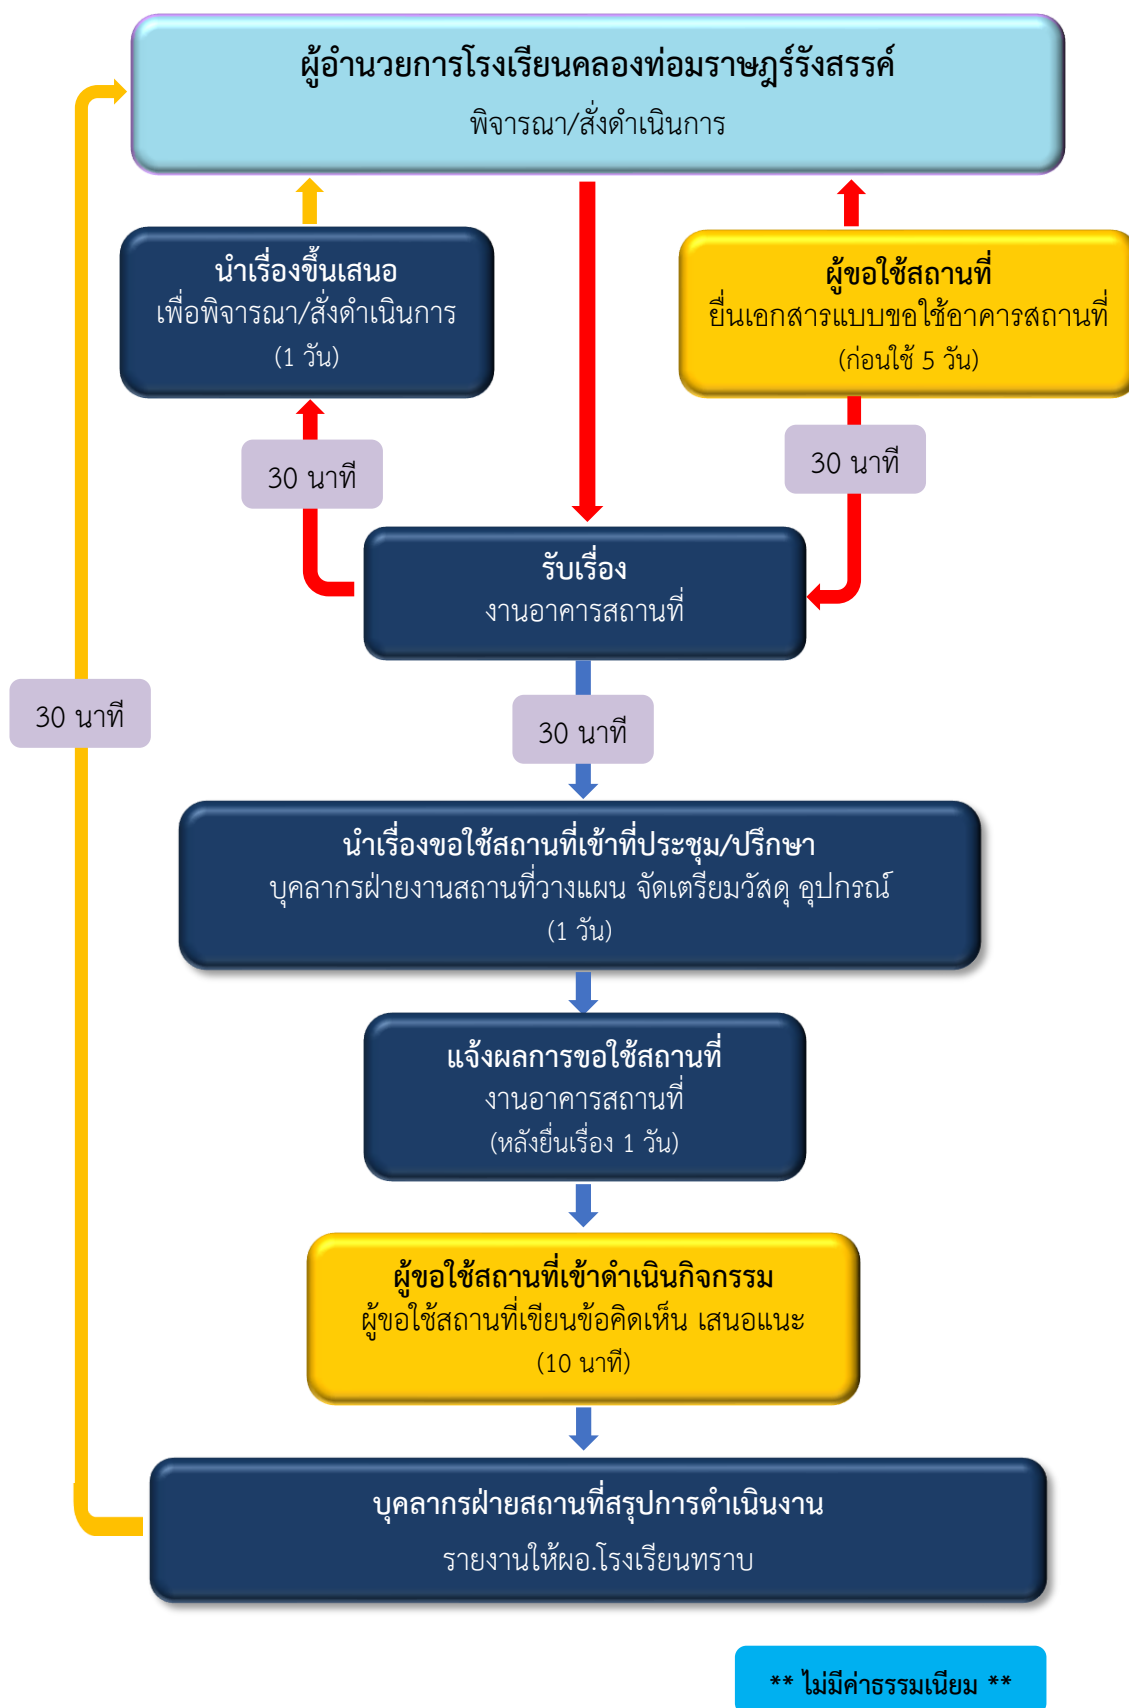 ผู้อำนวยการโรงเรียนคลองท่อมราษฎร์รังสรรค์
พิจารณา/สั่งดำเนินการ
นำเรื่องขึ้นเสนอ
เพื่อพิจารณา/สั่งดำเนินการ
(1 วัน)
ผู้ขอใช้สถานที่
ยื่นเอกสารแบบขอใช้อาคารสถานที่
(ก่อนใช้ 5 วัน)
30 นาที
30 นาที
รับเรื่อง
งานอาคารสถานที่
30 นาที
30 นาที
นำเรื่องขอใช้สถานที่เข้าที่ประชุม/ปรึกษา
บุคลากรฝ่ายงานสถานที่วางแผน จัดเตรียมวัสดุ อุปกรณ์
(1 วัน)
แจ้งผลการขอใช้สถานที่
งานอาคารสถานที่
(หลังยื่นเรื่อง 1 วัน)
ผู้ขอใช้สถานที่เข้าดำเนินกิจกรรม
ผู้ขอใช้สถานที่เขียนข้อคิดเห็น เสนอแนะ
(10 นาที)
บุคลากรฝ่ายสถานที่สรุปการดำเนินงาน
รายงานให้ผอ.โรงเรียนทราบ
** ไม่มีค่าธรรมเนียม **